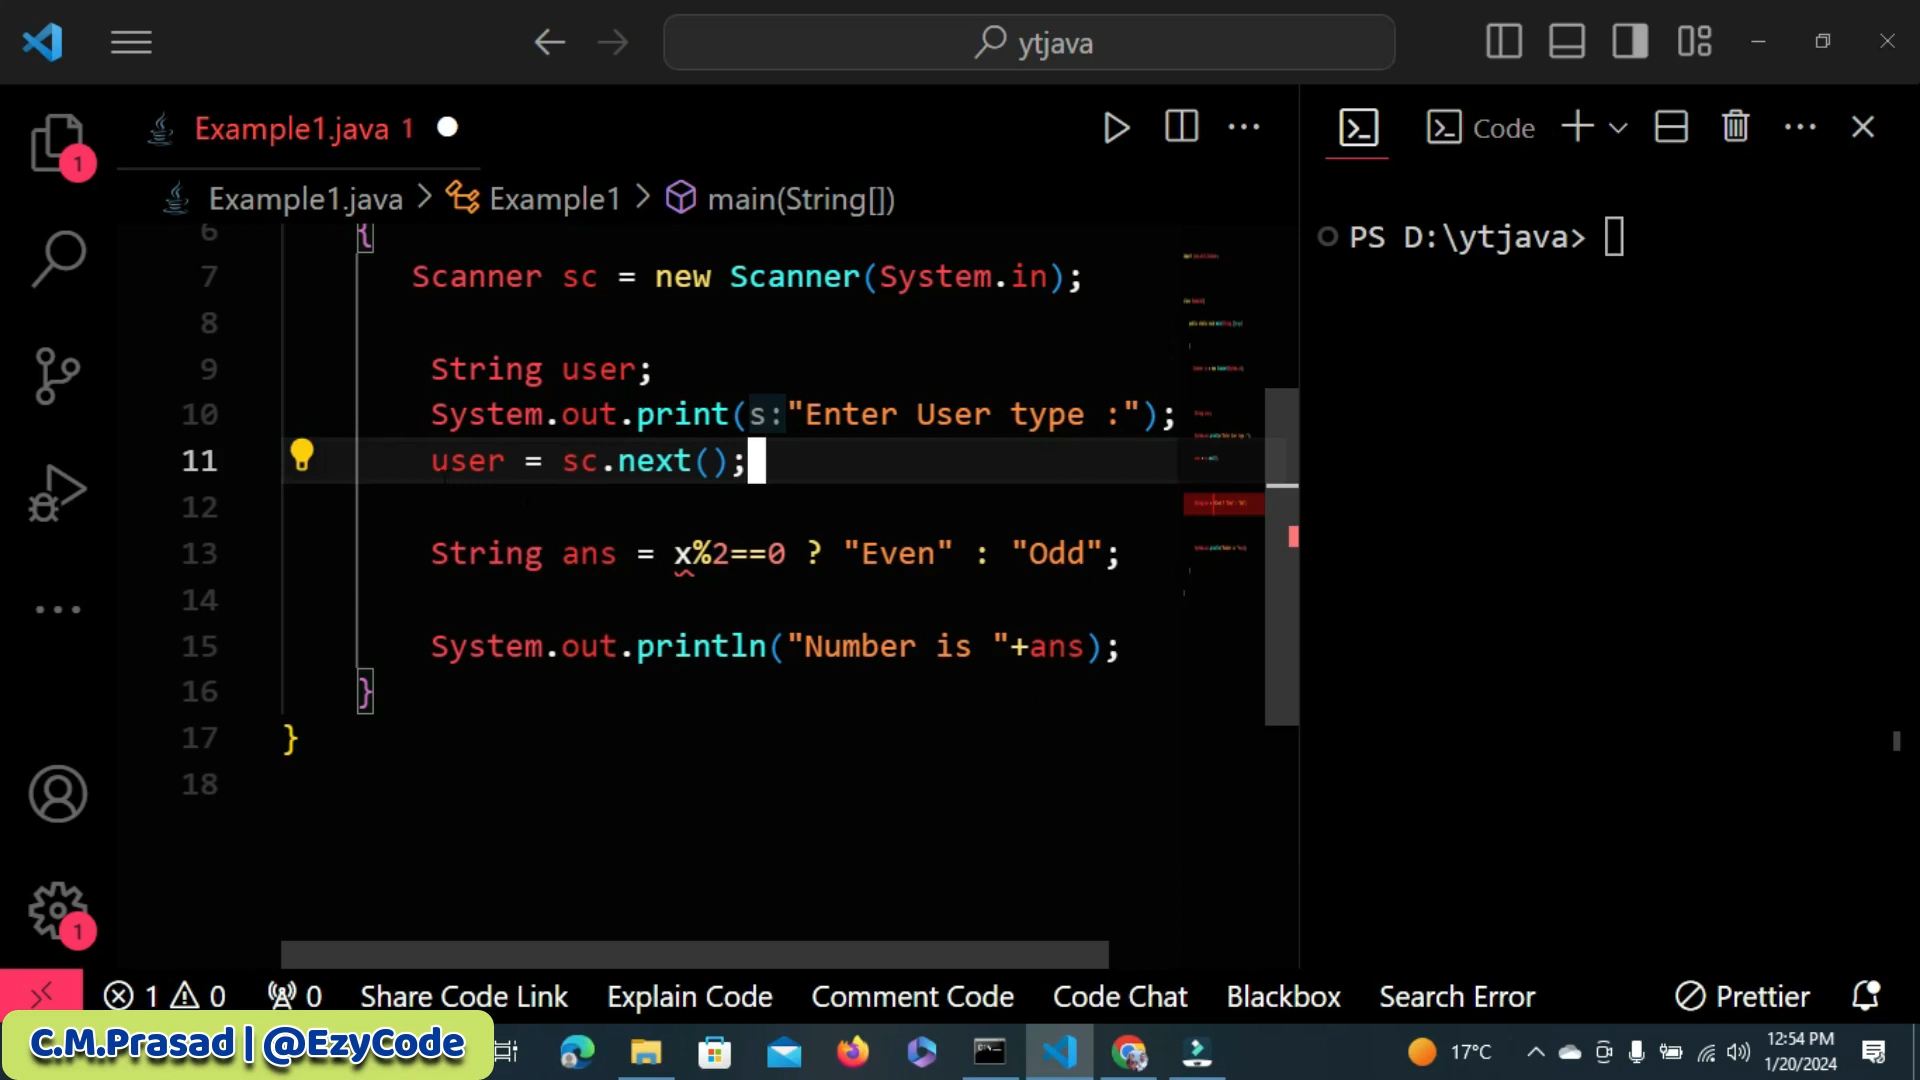 ytjava
Example1.java 1
Code
Example1.java > Example1 > main(String[])
PS D:\ytjava>
6 {
7 Scanner sc = new Scanner(System.in);
8
9 String user;
10 System.out.print(s:"Enter User type :");
11 user = sc.next();
12
13 String ans = x%2==0 ? "Even" : "Odd";
14
15 System.out.println("Number is "+ans);
16 }
17 }
18
1
1
1 0 0 Share Code Link Explain Code Comment Code Code Chat Blackbox Search Error Prettier
C.M.Prasad | @EzyCode
17°C
12:54 PM
1/20/2024